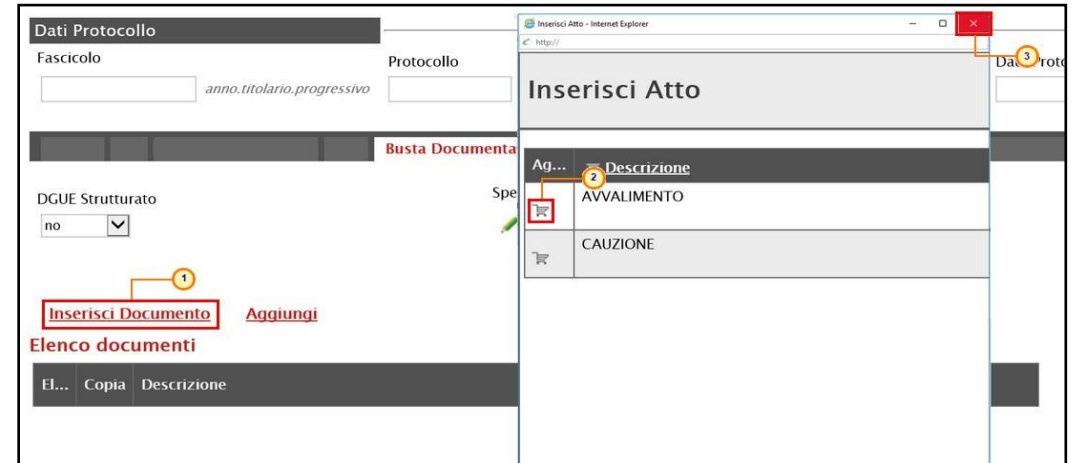 Dati Protocollo
Fascicolo
anno.titolario.progressivo
Protocollo
Busta Documenta
DGUE Strutturato
no
Spe
1
Inserisci Documento
Aggiungi
Elenco documenti
El... Copia Descrizione
Inserisci Atto - Internet Explorer
http://
3
Inserisci Atto
Ag... Descrizione
2
AVVALIMENTO
CAUZIONE